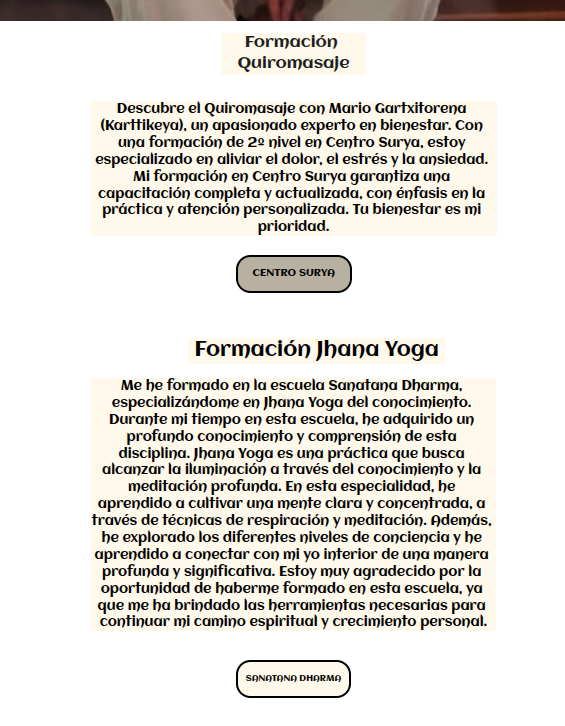 Formación
Quiromasaje
Descubre el Quiromasaje con Mario Gartxitorena
(Karttikeya), un apasionado experto en bienestar. Con
una formación de 2º nivel en Centro Surya, estoy
especializado en aliviar el dolor, el estrés y la ansiedad.
Mi formación en Centro Surya garantiza una
capacitación completa y actualizada, con énfasis en la
práctica y atención personalizada. Tu bienestar es mi
prioridad.
CENTRO SURYA
Formación Jhana Yoga
Me he formado en la escuela Sanatana Dharma,
especializándome en Jhana Yoga del conocimiento.
Durante mi tiempo en esta escuela, he adquirido un
profundo conocimiento y comprensión de esta
disciplina. Jhana Yoga es una práctica que busca
alcanzar la iluminación a través del conocimiento y la
meditación profunda. En esta especialidad, he
aprendido a cultivar una mente clara y concentrada, a
través de técnicas de respiración y meditación. Además,
he explorado los diferentes niveles de conciencia y he
aprendido a conectar con mi yo interior de una manera
profunda y significativa. Estoy muy agradecido por la
oportunidad de haberme formado en esta escuela, ya
que me ha brindado las herramientas necesarias para
continuar mi camino espiritual y crecimiento personal.
SANATANA DHARMA